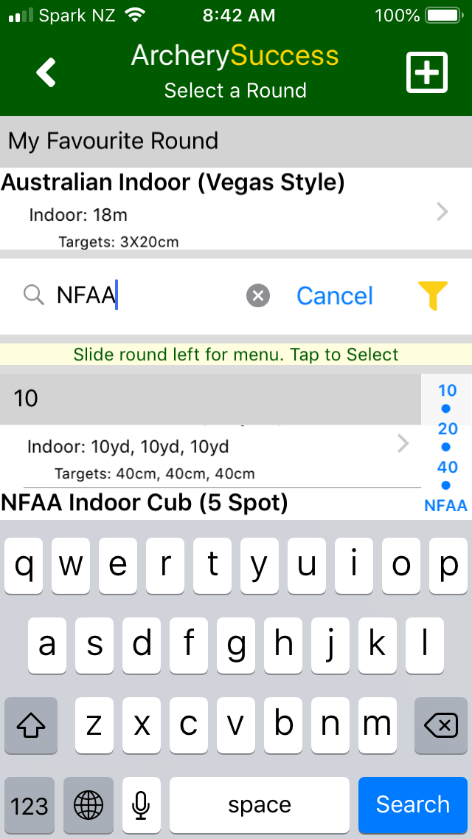 Spark NZ 8:42 AM 100%
ArcherySuccess
Select a Round
My Favourite Round
Australian Indoor (Vegas Style)
Indoor: 18m
Targets: 3X20cm
NFAA Cancel
Slide round left for menu. Tap to Select
10
10
20
40
NFAA
Indoor: 10yd, 10yd, 10yd
Targets: 40cm, 40cm, 40cm
NFAA Indoor Cub (5 Spot)
q w e r t y u i o p
a s d f g h j k l
z x c v b n m
123 space Search